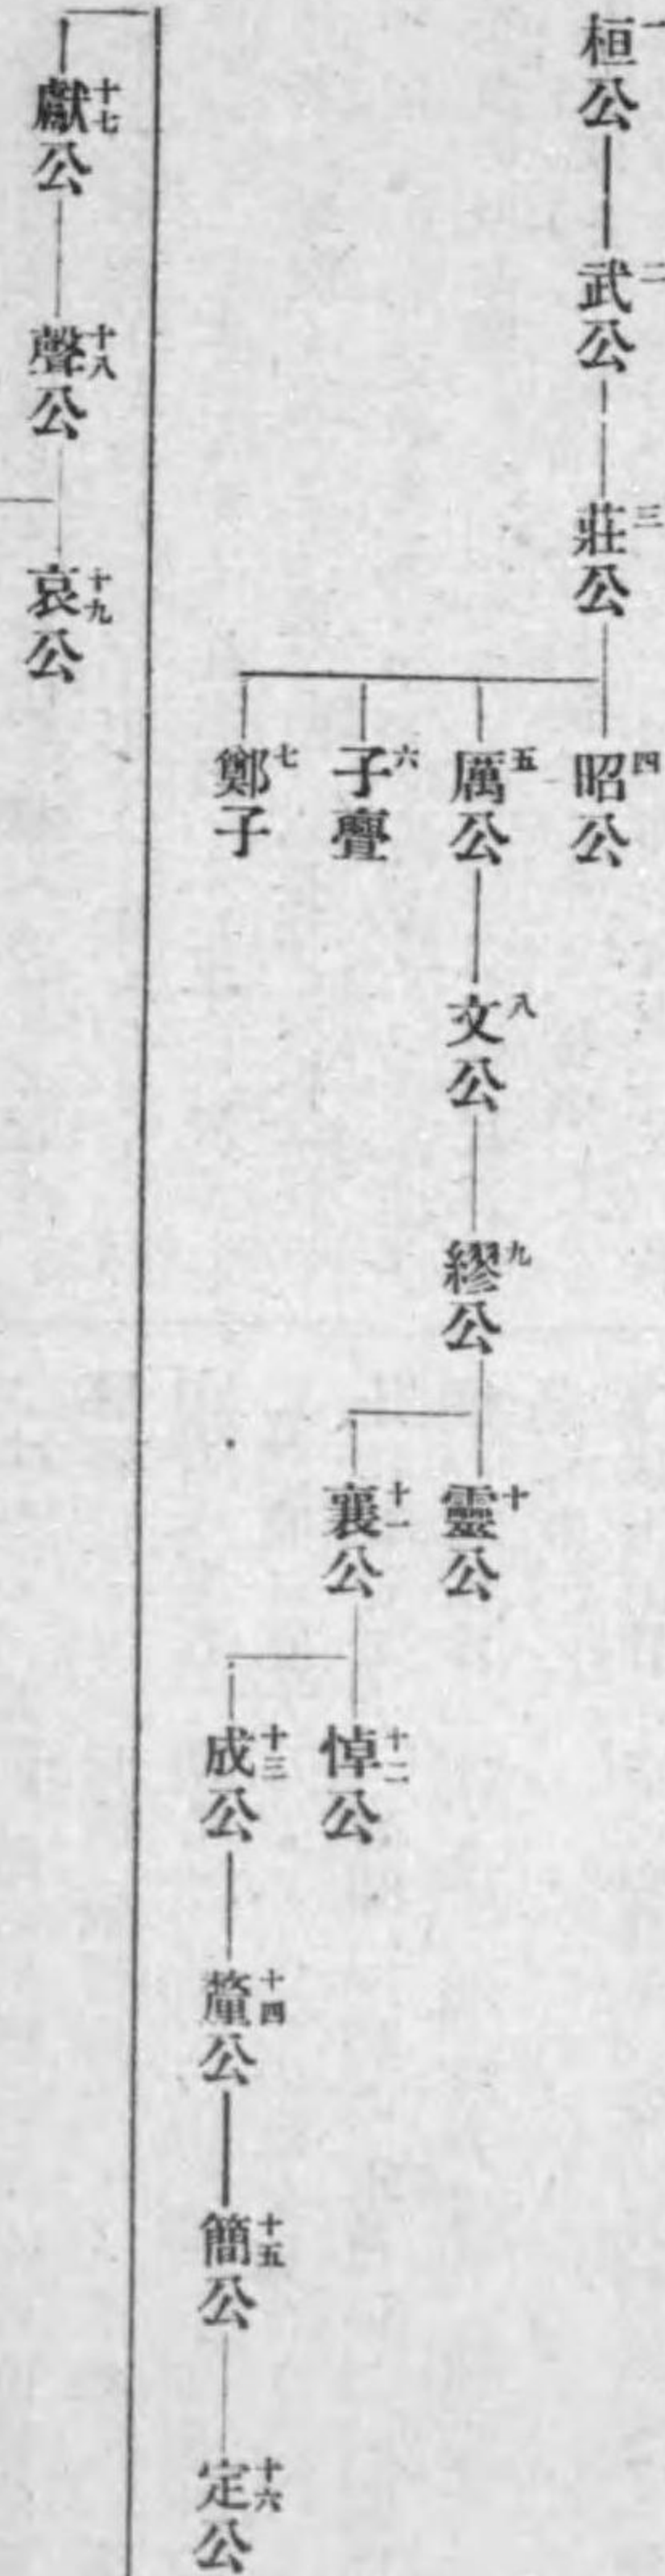 一 桓公
二 武公
三 莊公
四 昭公
五 厲公
六 子亹
七 鄭子
八 文公
九 繆公
十 靈公
十一 襄公
十二 悼公
十三 成公
十四 釐公
十五 簡公
十六 定公
十七 獻公
十八 聲公
十九 哀公